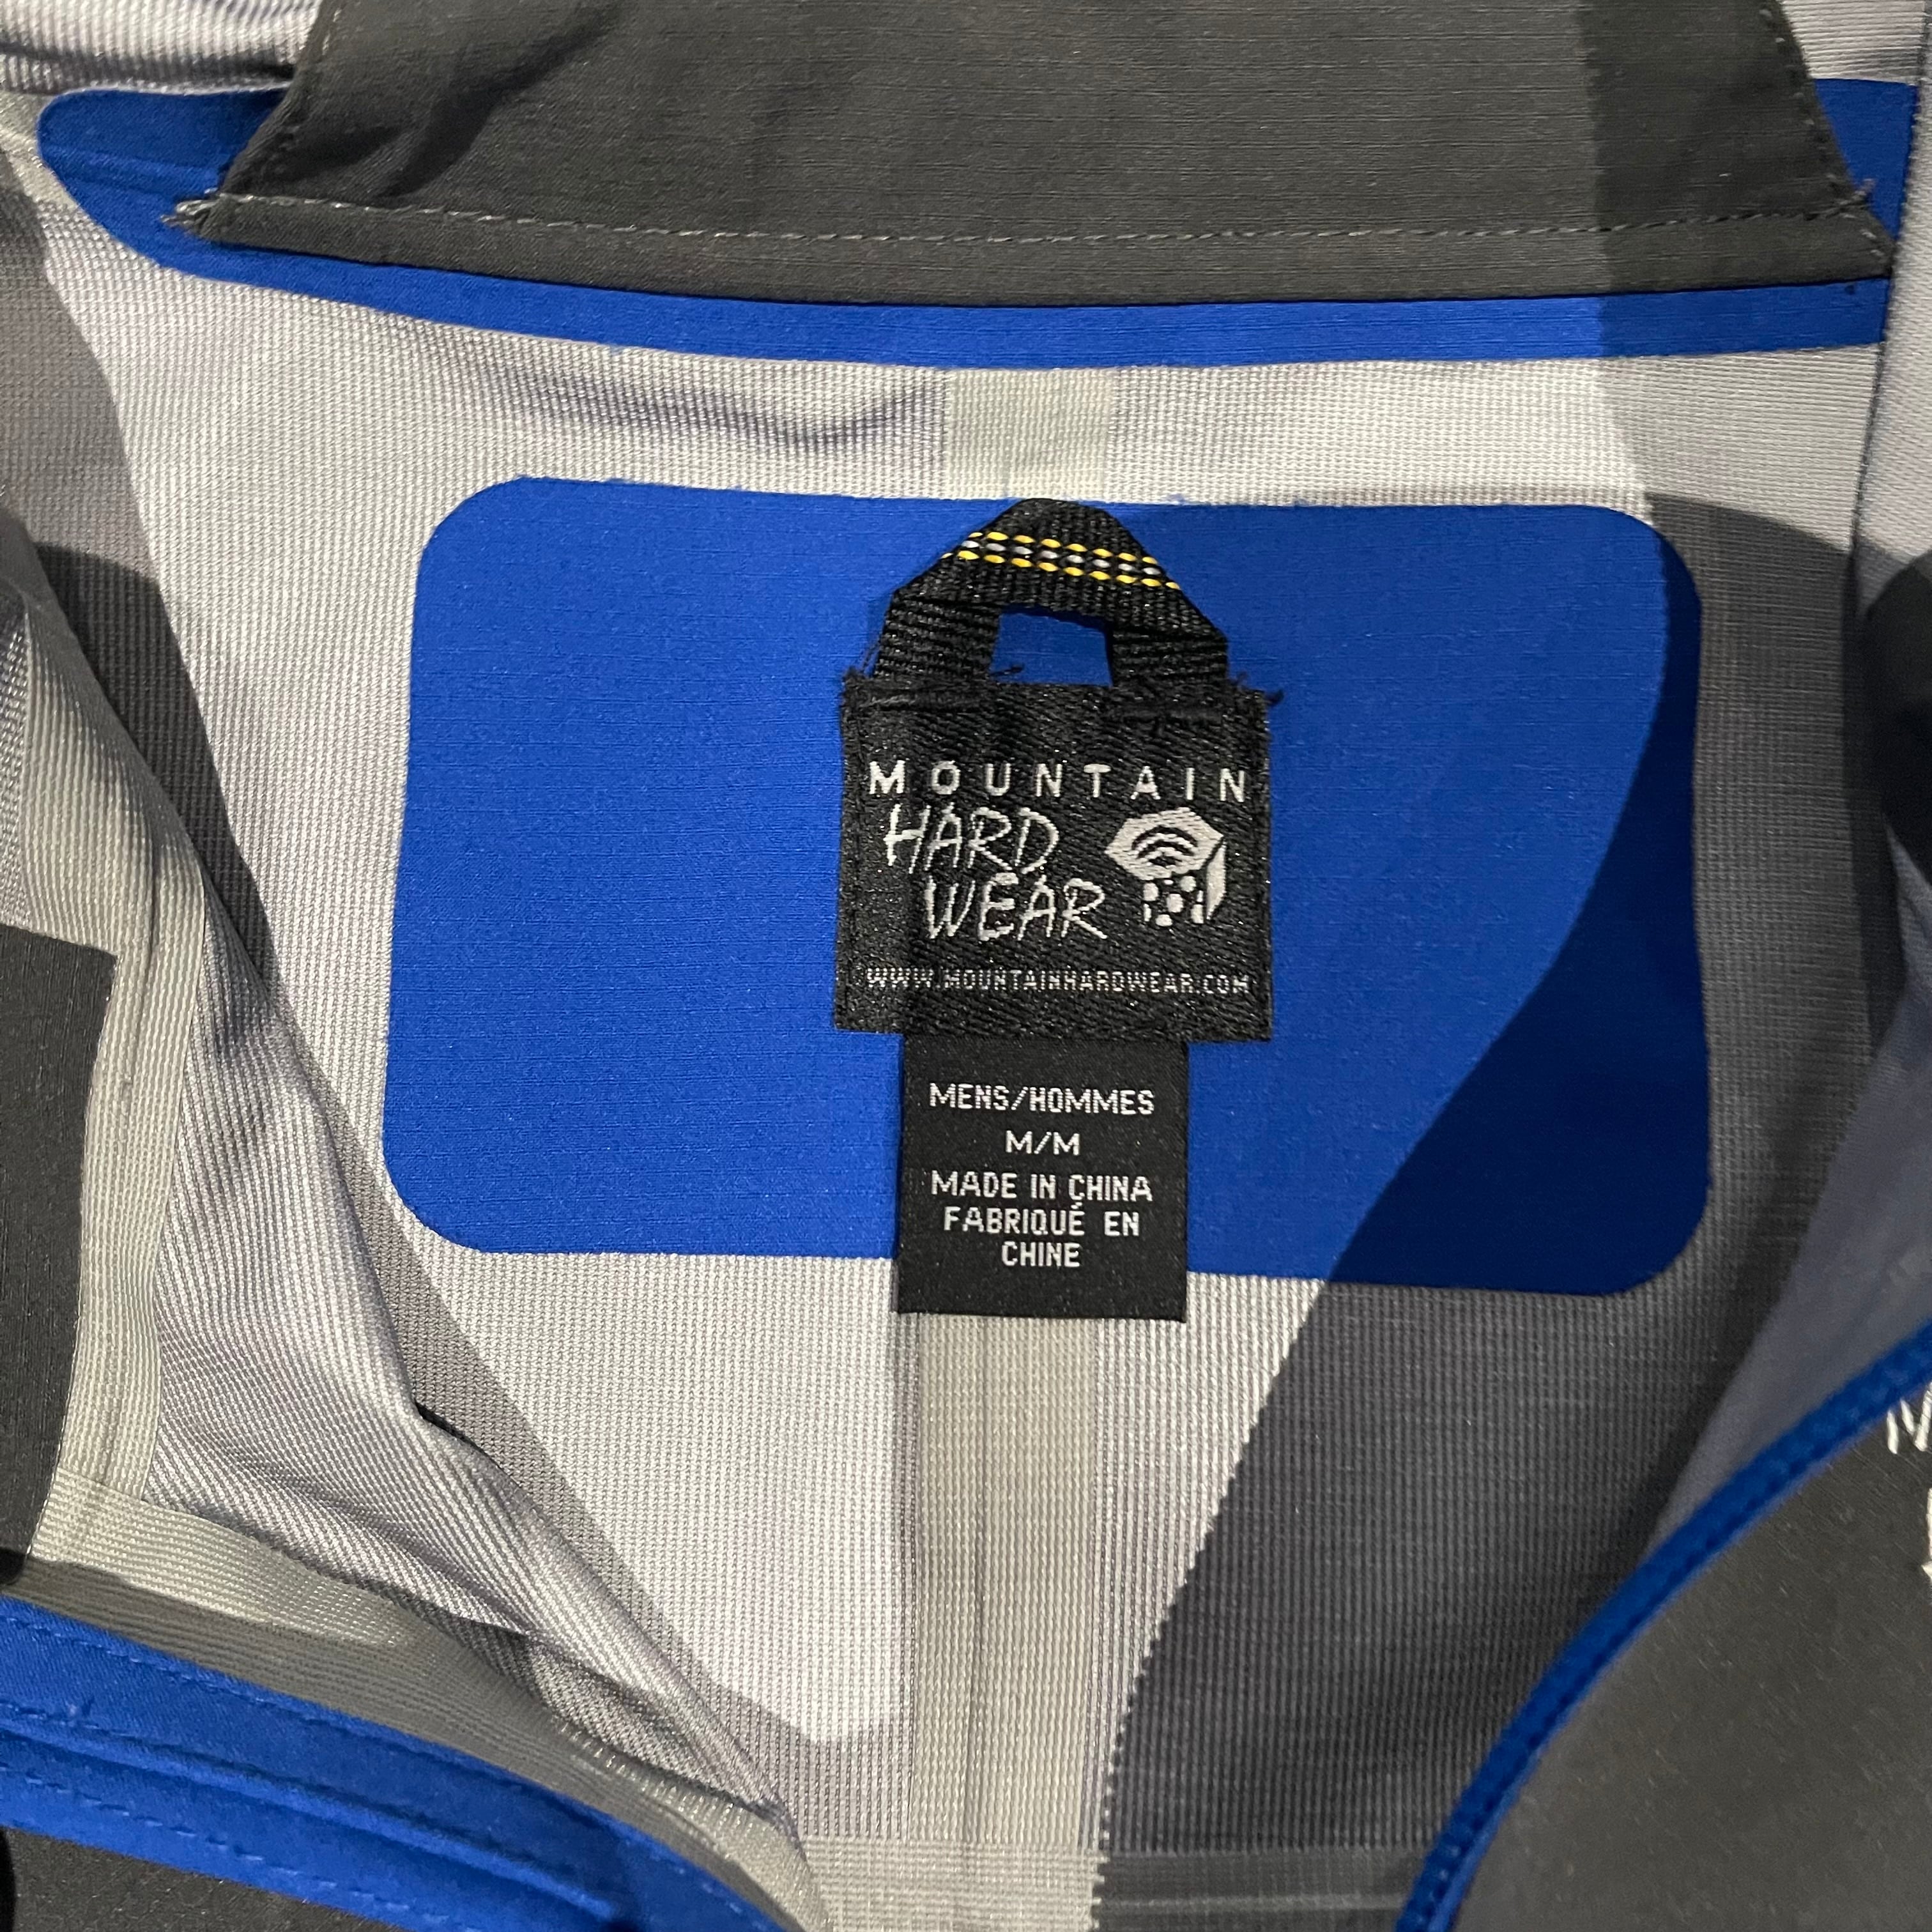 MOUNTAIN
HARD
WEAR
WWW.MOUNTAINHARDWEAR.COM
MENS/HOMMES
M/M
MADE IN CHINA
FABRIQUÉ EN
CHINE